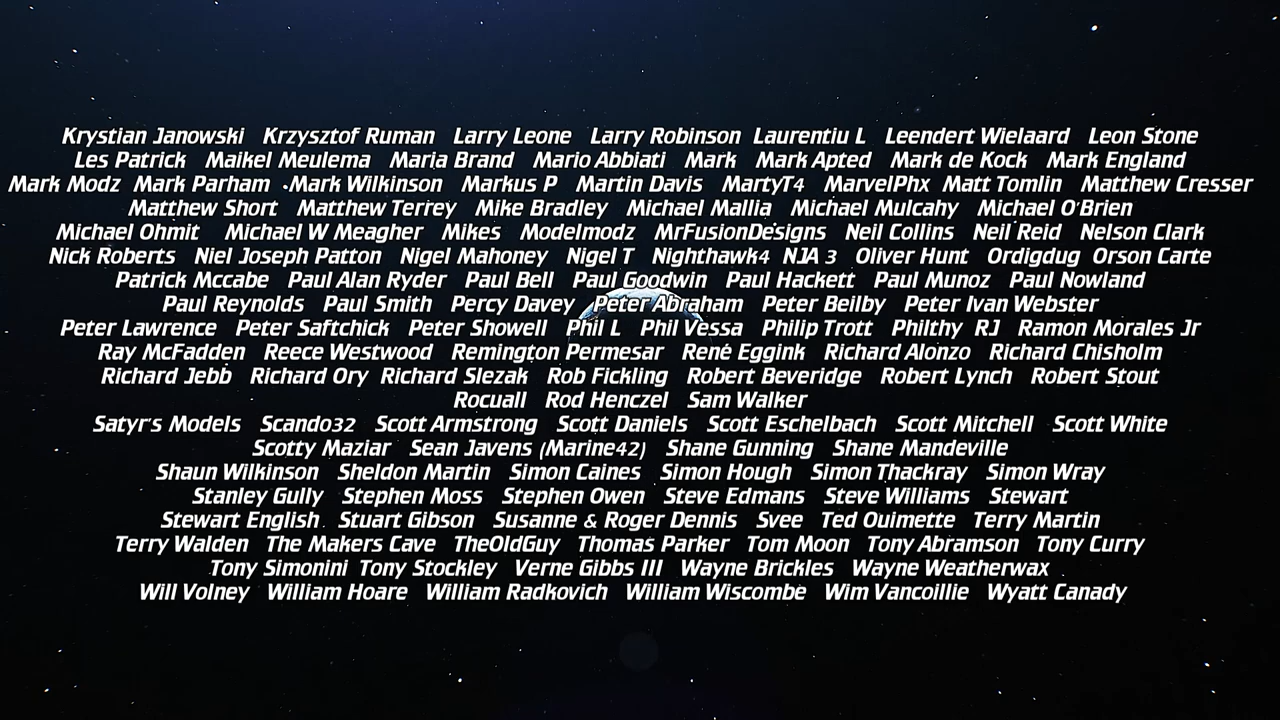 Krystian Janowski Krzysztof Ruman Larry Leone Larry Robinson Laurentiu L Leendert Wielaard Leon Stone
Les Patrick Maikel Meulema Maria Brand Mario Abbiati Mark Mark Apted Mark de Kock Mark England
Mark Modz Mark Parham Mark Wilkinson Markus P Martin Davis MartyT4 MarvelPhx Matt Tomlin Matthew Cresser
Matthew Short Matthew Terrey Mike Bradley Michael Mallia Michael Mulcahy Michael O'Brien
Michael Ohmit Michael W Meagher Mikes Modelmodz MrFusionDesigns Neil Collins Neil Reid Nelson Clark
Nick Roberts Niel Joseph Patton Nigel Mahoney Nigel T Nighthawk4 NJA 3 Oliver Hunt Ordigdug Orson Carte
Patrick Mccabe Paul Alan Ryder Paul Bell Paul Goodwin Paul Hackett Paul Munoz Paul Nowland
Paul Reynolds Paul Smith Percy Davey Peter Abraham Peter Beilby Peter Ivan Webster
Peter Lawrence Peter Saftchick Peter Showell Phil L Phil Vessa Philip Trott Philthy RJ Ramon Morales Jr
Ray McFadden Reece Westwood Remington Permesar René Eggink Richard Alonzo Richard Chisholm
Richard Jebb Richard Ory Richard Slezak Rob Fickling Robert Beveridge Robert Lynch Robert Stout
Rocuall Rod Henczel Sam Walker
Satyr's Models Scando32 Scott Armstrong Scott Daniels Scott Eschelbach Scott Mitchell Scott White
Scotty Maziar Sean Javens (Marine42) Shane Gunning Shane Mandeville
Shaun Wilkinson Sheldon Martin Simon Caines Simon Hough Simon Thackray Simon Wray
Stanley Gully Stephen Moss Stephen Owen Steve Edmans Steve Williams Stewart
Stewart English Stuart Gibson Susanne & Roger Dennis Svee Ted Ouimette Terry Martin
Terry Walden The Makers Cave TheOldGuy Thomas Parker Tom Moon Tony Abramson Tony Curry
Tony Simonini Tony Stockley Verne Gibbs III Wayne Brickles Wayne Weatherwax
Will Volney William Hoare William Radkovich William Wiscombe Wim Vancoillie Wyatt Canady